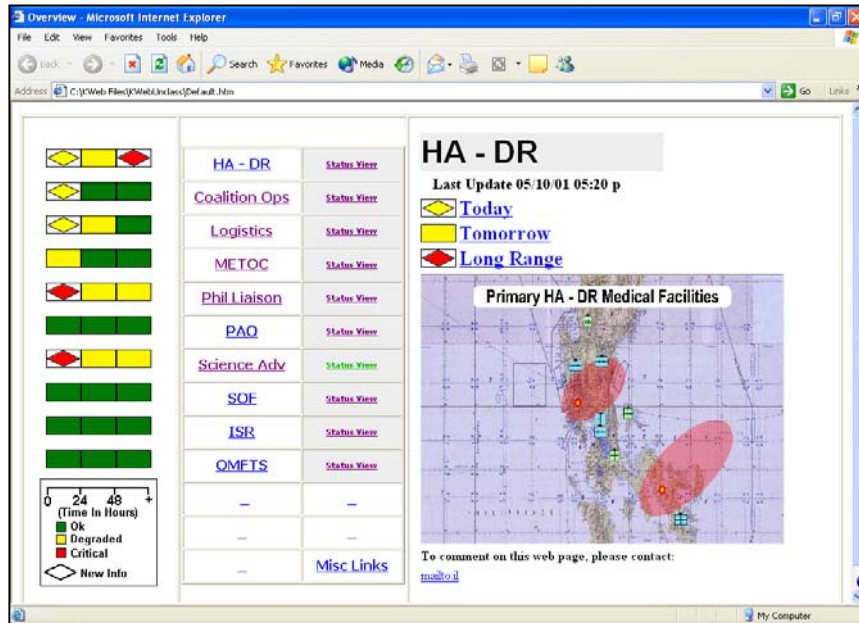 Overview - Microsoft Internet Explorer
File Edit View Favorites Tools Help
Back Search Favorites Media
Address C:\KWeb Files\KWebUnclass\Default.htm Go Links
HA - DR Status View
Coalition Ops Status View
Logistics Status View
METOC Status View
Phil Liaison Status View
PAO Status View
Science Adv Status View
SOF Status View
ISR Status View
OMFTS Status View
Misc Links
0 24 48 +
(Time In Hours)
Ok
Degraded
Critical
New Info
HA - DR
Last Update 05/10/01 05:20 p
Today
Tomorrow
Long Range
Primary HA - DR Medical Facilities
To comment on this web page, please contact:
mailto:il
My Computer